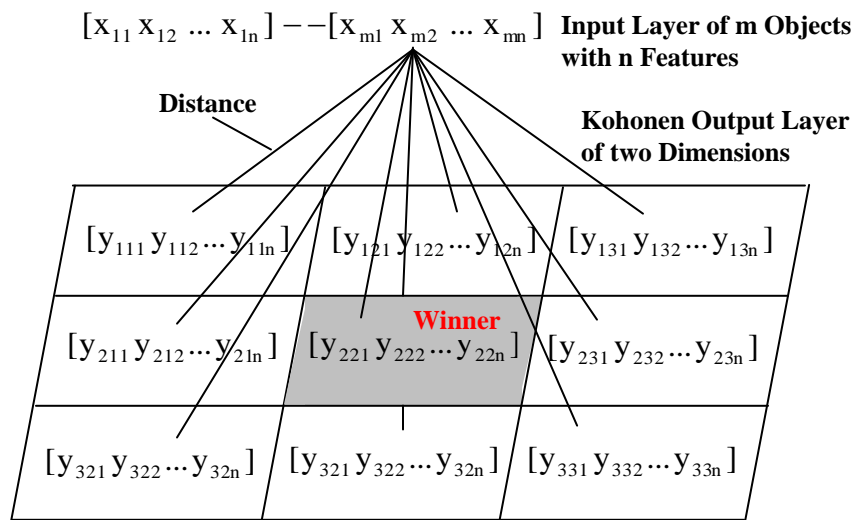 [x₁₁ x₁₂ ... x₁ₙ] −−[xₘ₁ xₘ₂ ... xₘₙ] Input Layer of m Objects
with n Features
Distance
Kohonen Output Layer
of two Dimensions
[y₁₁₁ y₁₁₂ ... y₁₁ₙ] [y₁₂₁ y₁₂₂ ... y₁₂ₙ] [y₁₃₁ y₁₃₂ ... y₁₃ₙ]
Winner
[y₂₁₁ y₂₁₂ ... y₂₁ₙ] [y₂₂₁ y₂₂₂ ... y₂₂ₙ] [y₂₃₁ y₂₃₂ ... y₂₃ₙ]
[y₃₂₁ y₃₂₂ ... y₃₂ₙ] [y₃₂₁ y₃₂₂ ... y₃₂ₙ] [y₃₃₁ y₃₃₂ ... y₃₃ₙ]